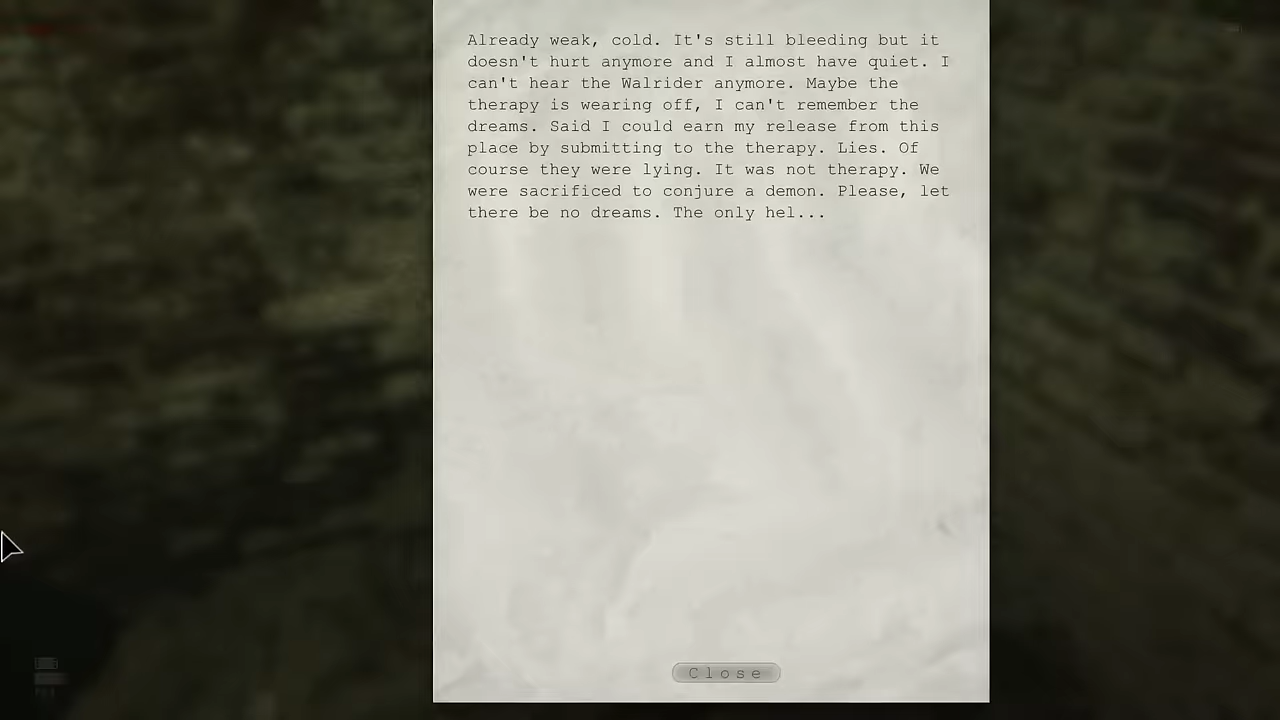 Already weak, cold. It's still bleeding but it
doesn't hurt anymore and I almost have quiet. I
can't hear the Walrider anymore. Maybe the
therapy is wearing off, I can't remember the
dreams. Said I could earn my release from this
place by submitting to the therapy. Lies. Of
course they were lying. It was not therapy. We
were sacrificed to conjure a demon. Please, let
there be no dreams. The only hel...
Close